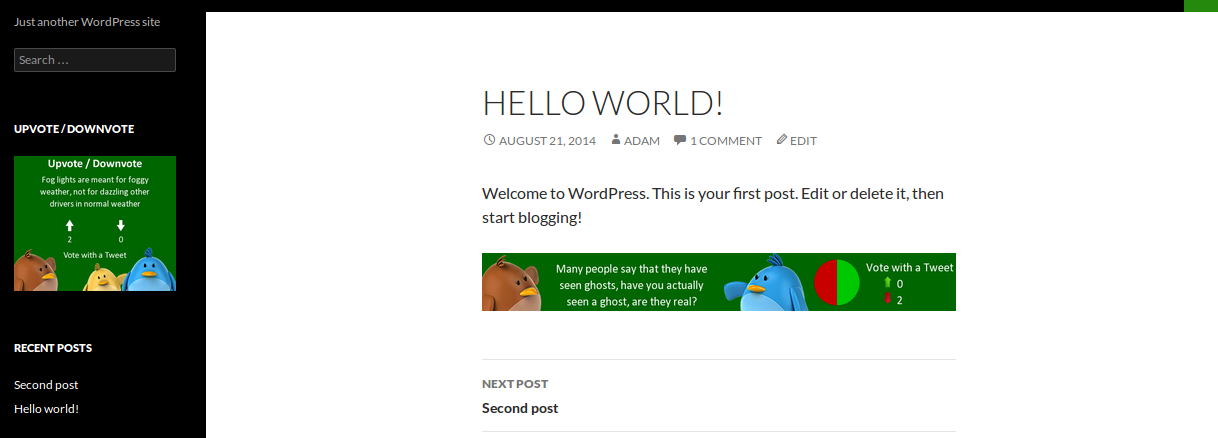 Just another WordPress site
Search …
UPVOTE / DOWNVOTE
Upvote / Downvote
Fog lights are meant for foggy
weather, not for dazzling other
drivers in normal weather
2 0
Vote with a Tweet
RECENT POSTS
Second post
Hello world!
HELLO WORLD!
AUGUST 21, 2014 ADAM 1 COMMENT EDIT
Welcome to WordPress. This is your first post. Edit or delete it, then
start blogging!
Many people say that they have
seen ghosts, have you actually
seen a ghost, are they real?
Vote with a Tweet
0
2
NEXT POST
Second post